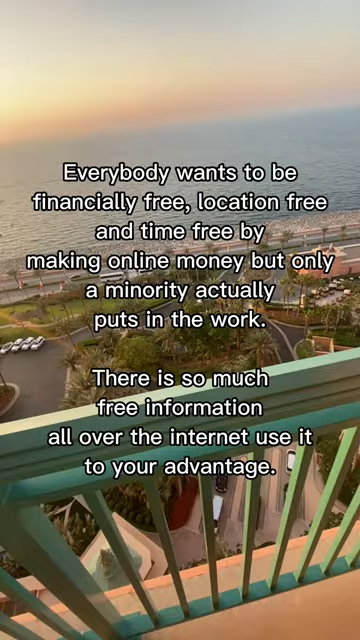 Everybody wants to be
financially free, location free
and time free by
making online money but only
a minority actually
puts in the work.
There is so much
free information
all over the internet use it
to your advantage.